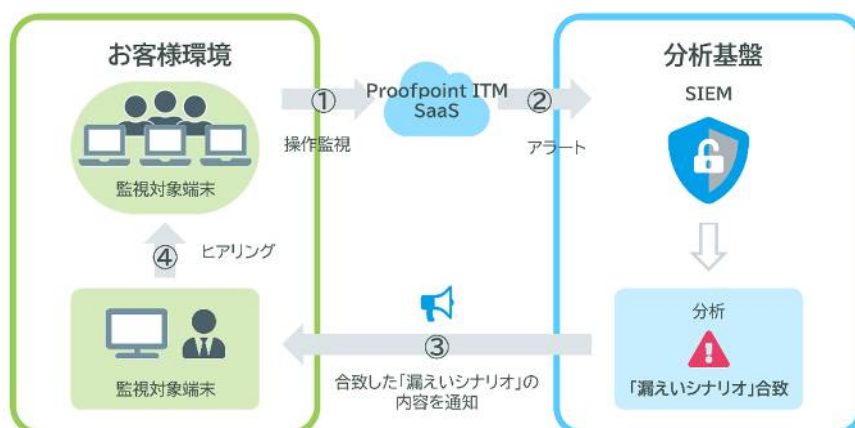 お客様環境
監視対象端末
①
操作監視
Proofpoint ITM
SaaS
②
アラート
分析基盤
SIEM
分析
「漏えいシナリオ」合致
③
合致した「漏えいシナリオ」の
内容を通知
④
ヒアリング
監視対象端末